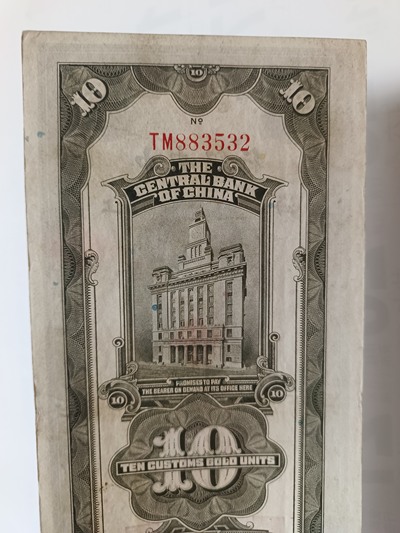 10
10
10
Nº
TM883532
THE
CENTRAL BANK
OF CHINA
PROMISES TO PAY
THE BEARER ON DEMAND AT ITS OFFICE HERE
10
10
10
TEN CUSTOMS GOLD UNITS